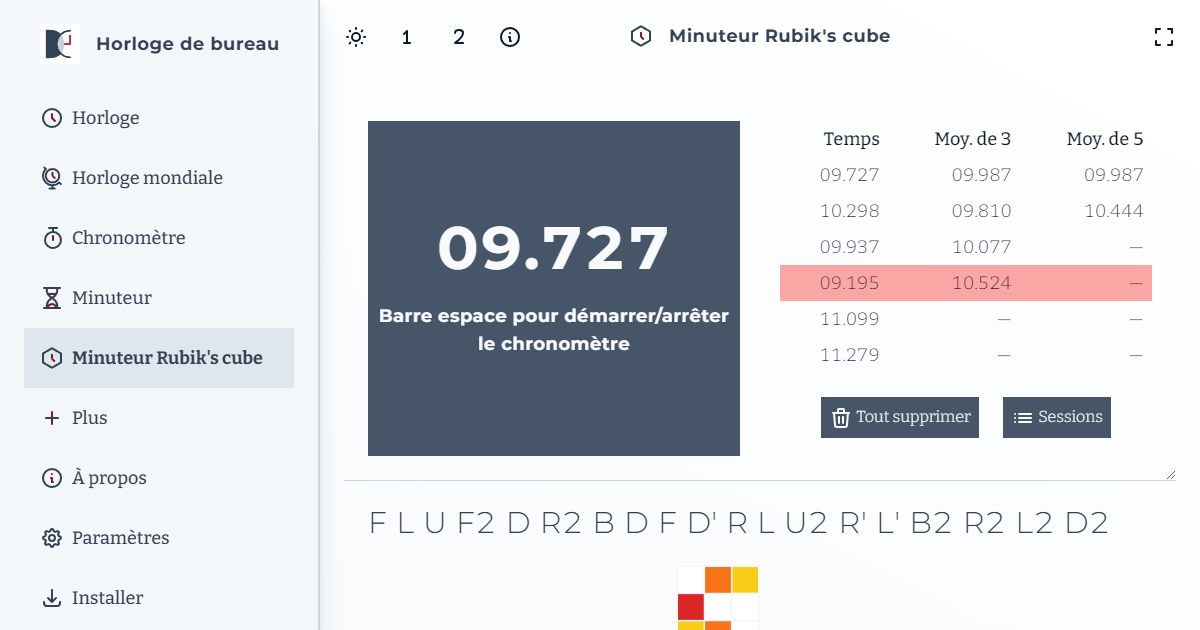 Horloge de bureau
Horloge
Horloge mondiale
Chronomètre
Minuteur
Minuteur Rubik's cube
Plus
À propos
Paramètres
Installer
1 2 Minuteur Rubik's cube
09.727
Barre espace pour démarrer/arrêter
le chronomètre
Temps Moy. de 3 Moy. de 5
09.727 09.987 09.987
10.298 09.810 10.444
09.937 10.077 —
09.195 10.524 —
11.099 — —
11.279 — —
Tout supprimer Sessions
F L U F2 D R2 B D F D' R L U2 R' L' B2 R2 L2 D2